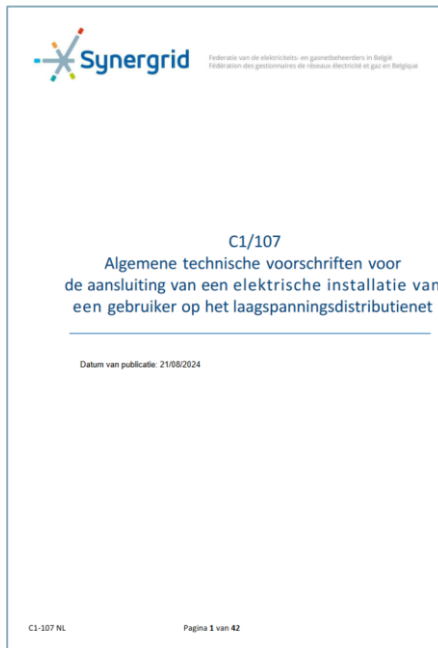 Synergrid
Federatie van de elektriciteits- en gasnetbeheerders in België
Fédération des gestionnaires de réseaux électricité et gaz en Belgique
C1/107
Algemene technische voorschriften voor
de aansluiting van een elektrische installatie van
een gebruiker op het laagspanningsdistributienet
Datum van publicatie: 21/08/2024
C1-107 NL Pagina 1 van 42